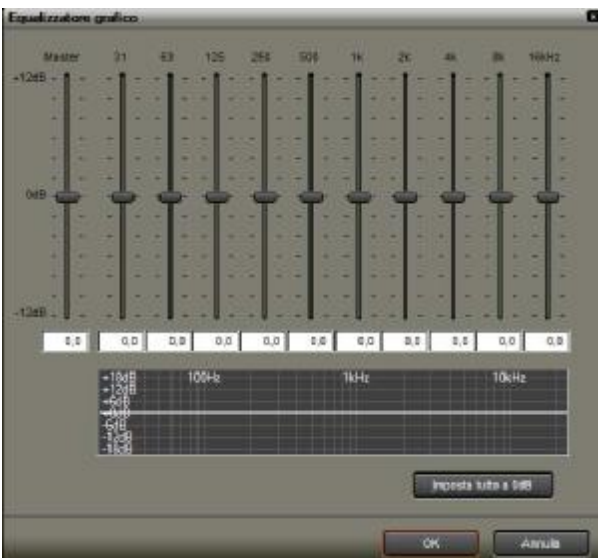 Equalizzatore grafico
Master 31 63 125 250 500 1K 2K 4K 8K 16KHz
+12dB
0dB
-12dB
0,0 0,0 0,0 0,0 0,0 0,0 0,0 0,0 0,0 0,0 0,0
+18dB 100Hz 1kHz 10kHz
+12dB
+6dB
+0dB
-6dB
-12dB
-18dB
Imposta tutto a 0dB
OK Annulla